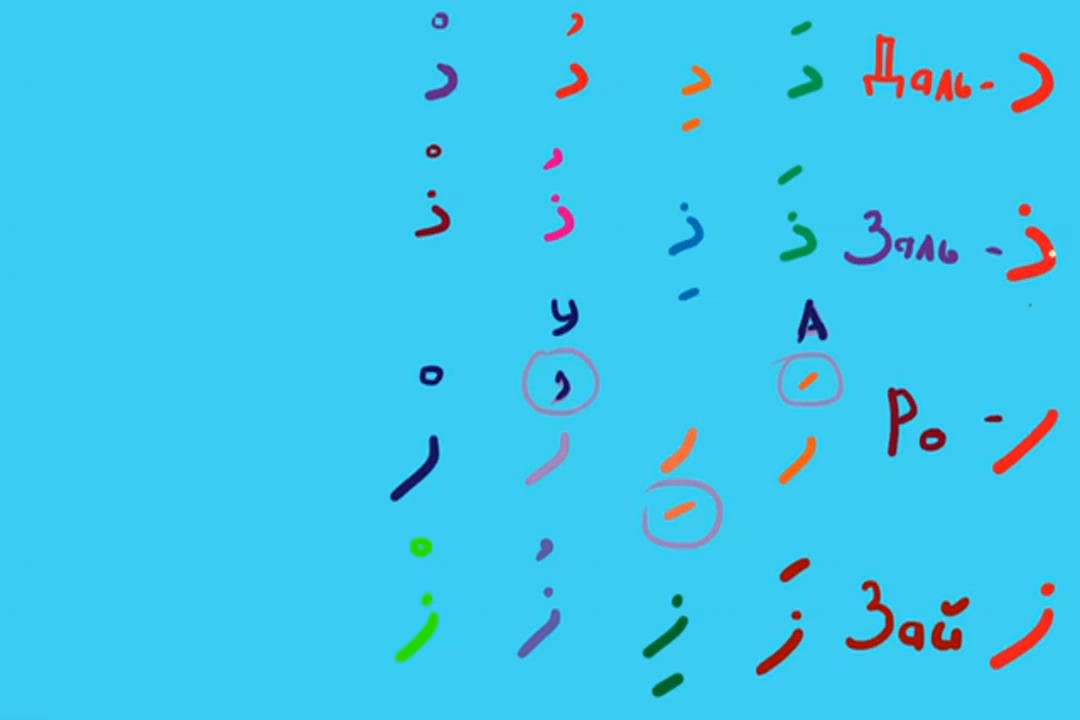 Даль - د دَ دِ دُ دْ
Заль - ذ ذَ ذِ ذُ ذْ
А У
Ро - ر رَ رِ رُ رْ
Зай ز زَ زِ زُ زْ